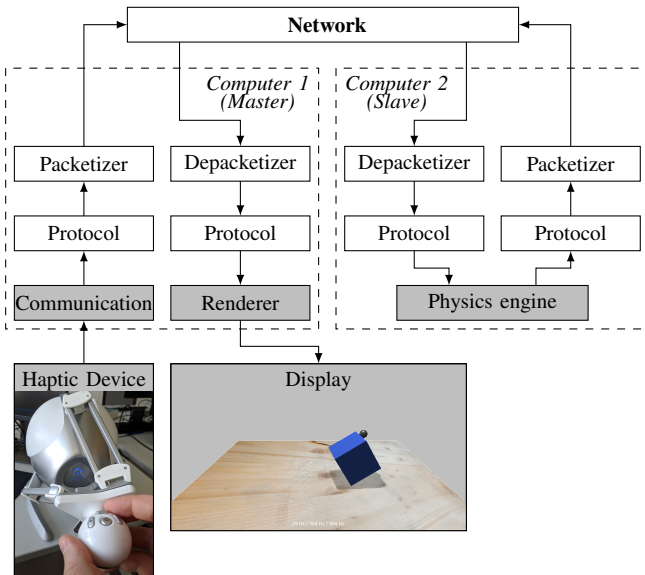 Network
Computer 1
(Master)
Computer 2
(Slave)
Packetizer
Depacketizer
Depacketizer
Packetizer
Protocol
Protocol
Protocol
Protocol
Communication
Renderer
Physics engine
Haptic Device
Display